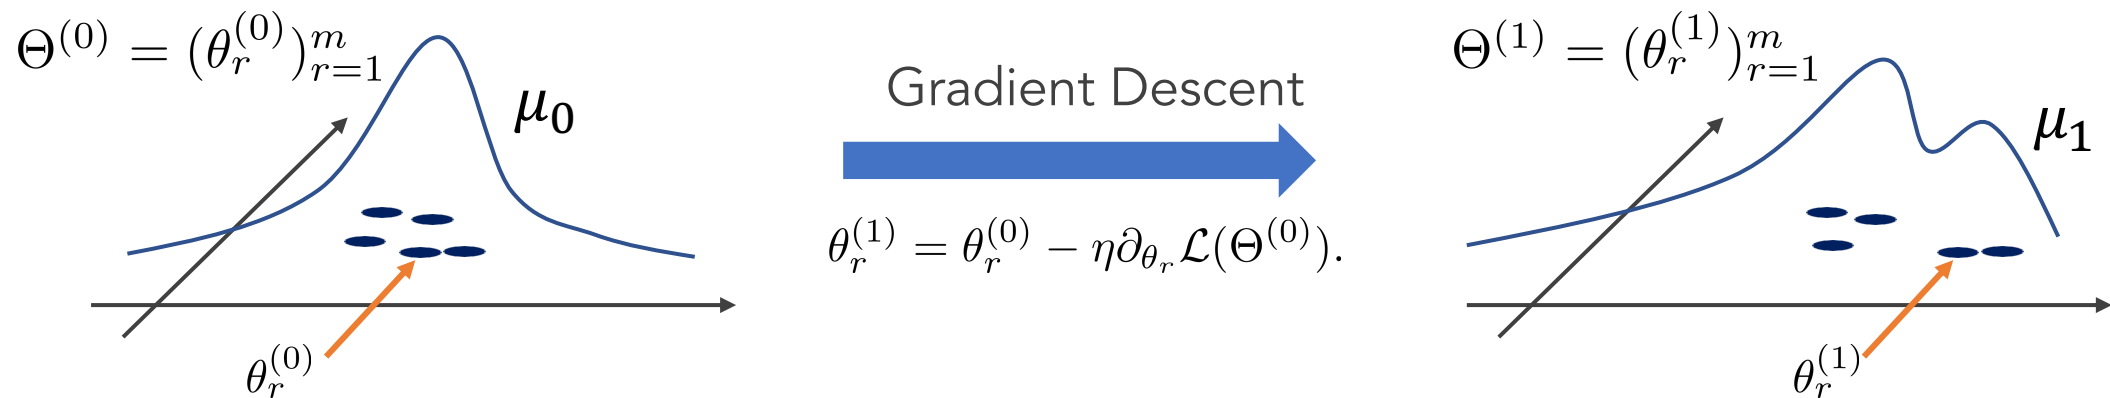 Θ^{(0)} = (θ_r^{(0)})_{r=1}^m
μ_0
θ_r^{(0)}
Gradient Descent
θ_r^{(1)} = θ_r^{(0)} − η∂_{θ_r} ℒ(Θ^{(0)}).
Θ^{(1)} = (θ_r^{(1)})_{r=1}^m
μ_1
θ_r^{(1)}